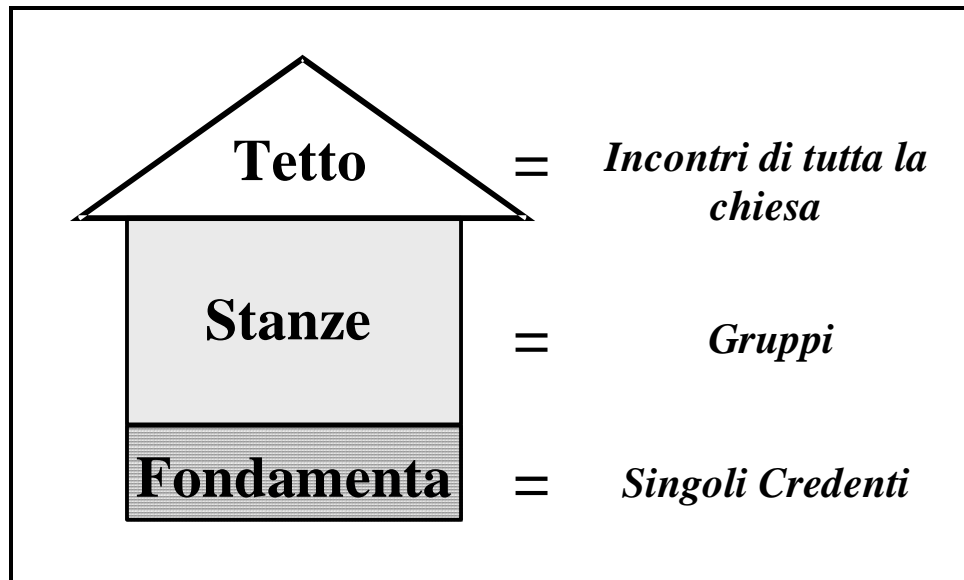 Tetto = Incontri di tutta la
chiesa
Stanze = Gruppi
Fondamenta = Singoli Credenti